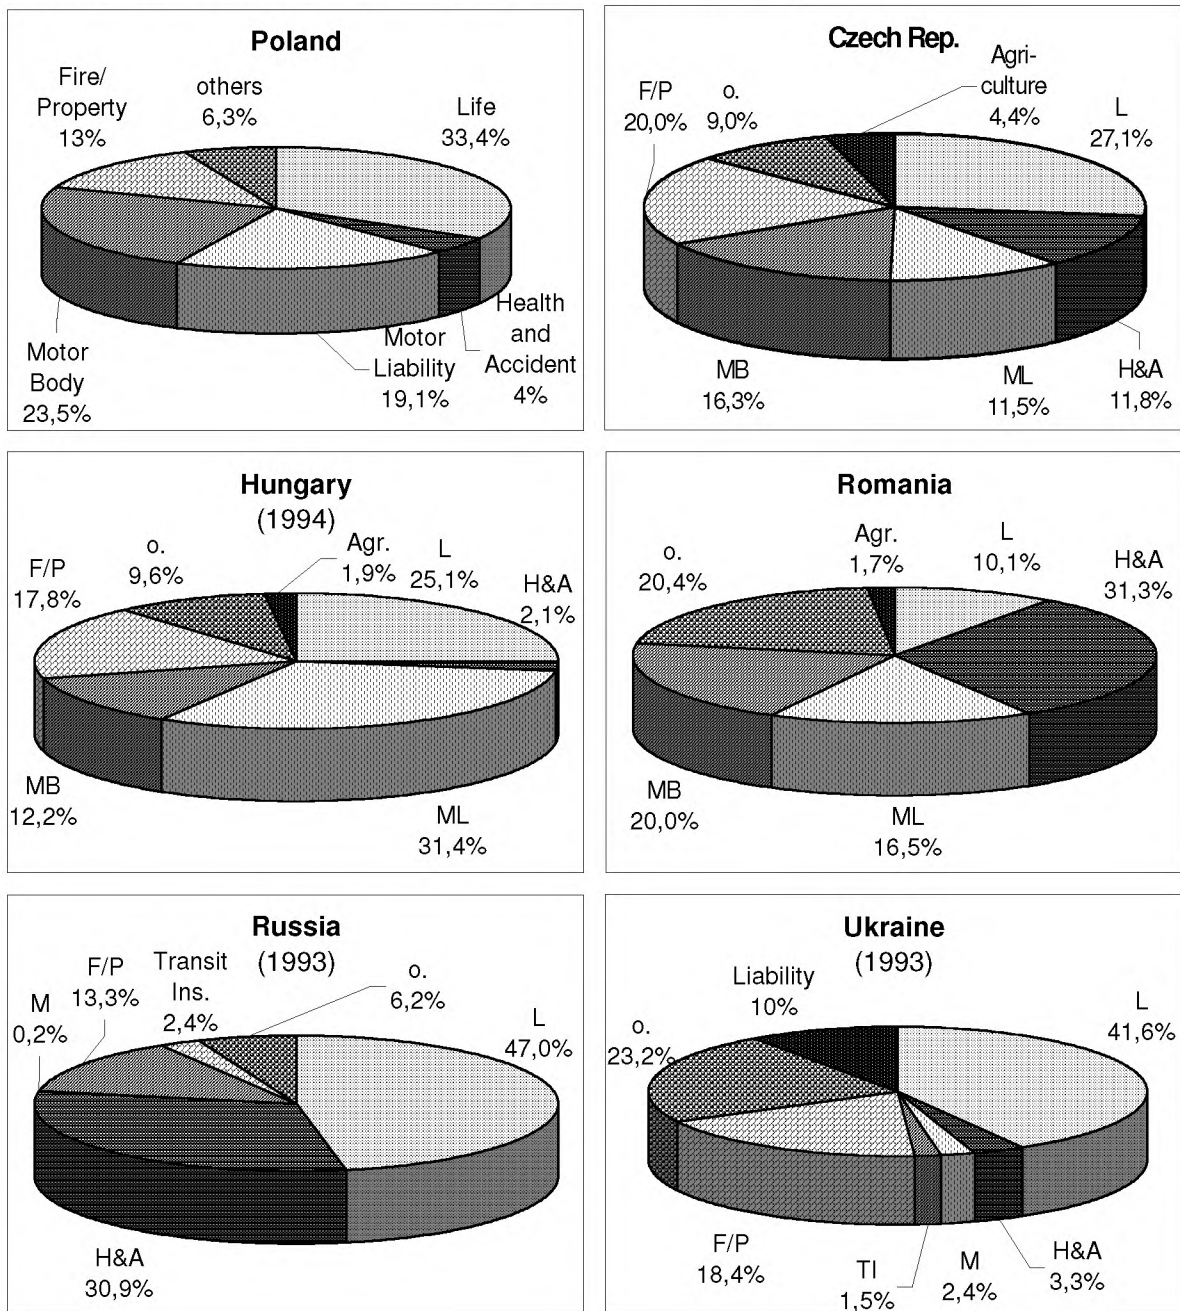 Poland
Fire/
Property
13%
others
6,3%
Life
33,4%
Motor
Body
23,5%
Motor
Liability
19,1%
Health
and
Accident
4%
Czech Rep.
F/P
20,0%
o.
9,0%
Agri-
culture
4,4%
L
27,1%
MB
16,3%
ML
11,5%
H&A
11,8%
Hungary
(1994)
F/P
17,8%
o.
9,6%
Agr.
1,9%
L
25,1%
H&A
2,1%
MB
12,2%
ML
31,4%
Romania
o.
20,4%
Agr.
1,7%
L
10,1%
H&A
31,3%
MB
20,0%
ML
16,5%
Russia
(1993)
M
0,2%
F/P
13,3%
Transit
Ins.
2,4%
o.
6,2%
L
47,0%
H&A
30,9%
Ukraine
(1993)
o.
23,2%
Liability
10%
L
41,6%
F/P
18,4%
TI
1,5%
M
2,4%
H&A
3,3%